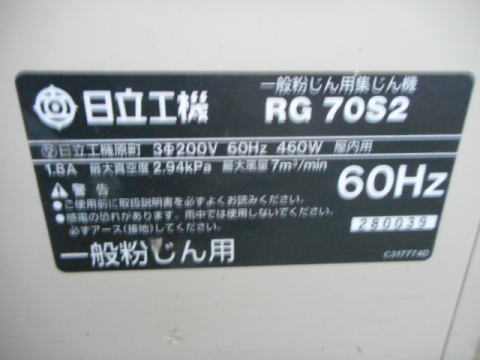 日立工機
一般粉じん用集じん機
RG 70S2
日立工機原町 3Φ200V 60Hz 460W 屋内用
1.8A 最大真空度 2.94kPa 最大風量 7m³/min
60Hz
警告
●ご使用前に取扱説明書を必ずよくお読みください。
●感電の恐れがあります。雨中では使用しないでください。
必ずアース(接地)してください。
280039
一般粉じん用
C317774D